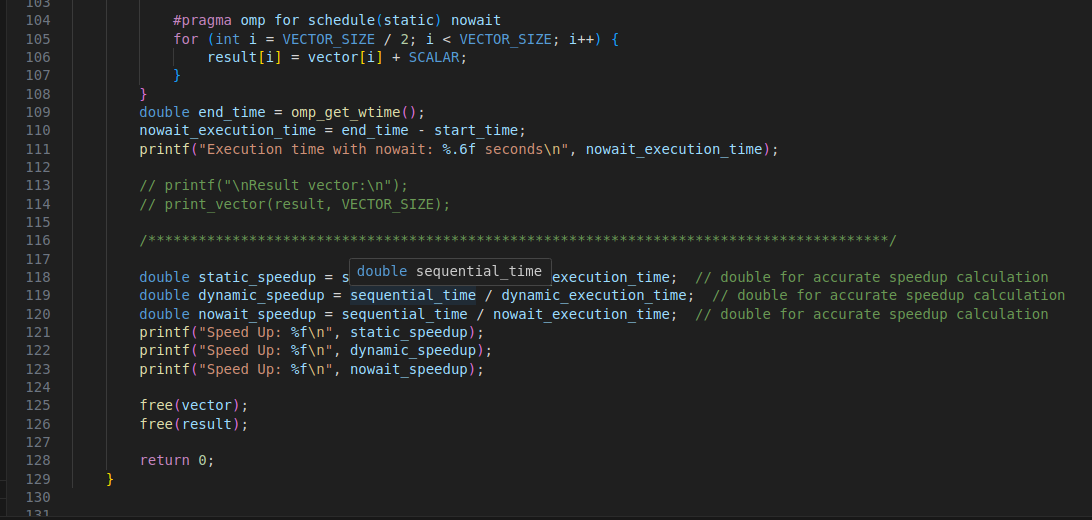 103
104 #pragma omp for schedule(static) nowait
105 for (int i = VECTOR_SIZE / 2; i < VECTOR_SIZE; i++) {
106 result[i] = vector[i] + SCALAR;
107 }
108 }
109 double end_time = omp_get_wtime();
110 nowait_execution_time = end_time - start_time;
111 printf("Execution time with nowait: %.6f seconds\n", nowait_execution_time);
112
113 // printf("\nResult vector:\n");
114 // print_vector(result, VECTOR_SIZE);
115
116 /****************************************************************************************/
117
double sequential_time
118 double static_speedup = s execution_time;  // double for accurate speedup calculation
119 double dynamic_speedup = sequential_time / dynamic_execution_time;  // double for accurate speedup calculation
120 double nowait_speedup = sequential_time / nowait_execution_time;  // double for accurate speedup calculation
121 printf("Speed Up: %f\n", static_speedup);
122 printf("Speed Up: %f\n", dynamic_speedup);
123 printf("Speed Up: %f\n", nowait_speedup);
124
125 free(vector);
126 free(result);
127
128 return 0;
129 }
130
131